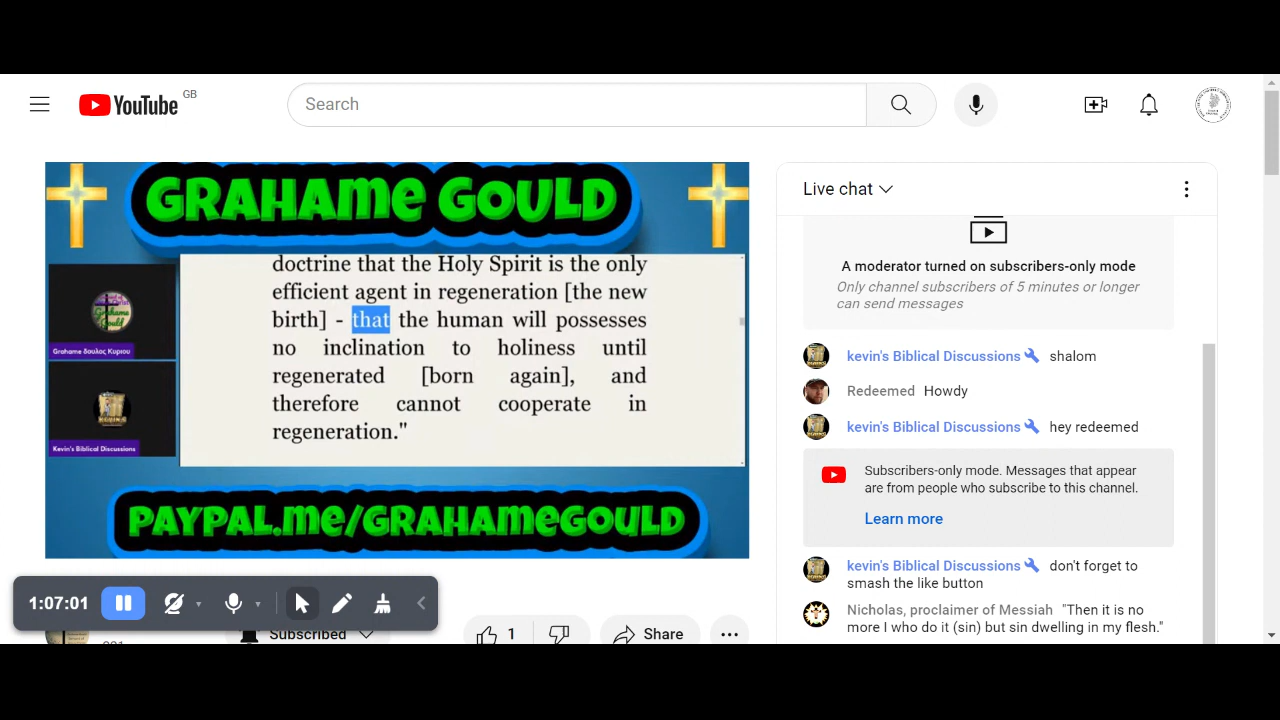 YouTube
GB
Search
GRAHAME GOULD
doctrine that the Holy Spirit is the only
efficient agent in regeneration [the new
birth] - that the human will possesses
no inclination to holiness until
regenerated [born again], and
therefore cannot cooperate in
regeneration."
Grahame
Gould
Grahame δουλος Κυριου
Kevin's Biblical Discussions
PAYPAL.me/GRAHAMEGOULD
Live chat
A moderator turned on subscribers-only mode
Only channel subscribers of 5 minutes or longer
can send messages
kevin's Biblical Discussions shalom
Redeemed Howdy
kevin's Biblical Discussions hey redeemed
Subscribers-only mode. Messages that appear
are from people who subscribe to this channel.
Learn more
kevin's Biblical Discussions don't forget to
smash the like button
Nicholas, proclaimer of Messiah "Then it is no
more I who do it (sin) but sin dwelling in my flesh."
1:07:01
Subscribed
1
Share